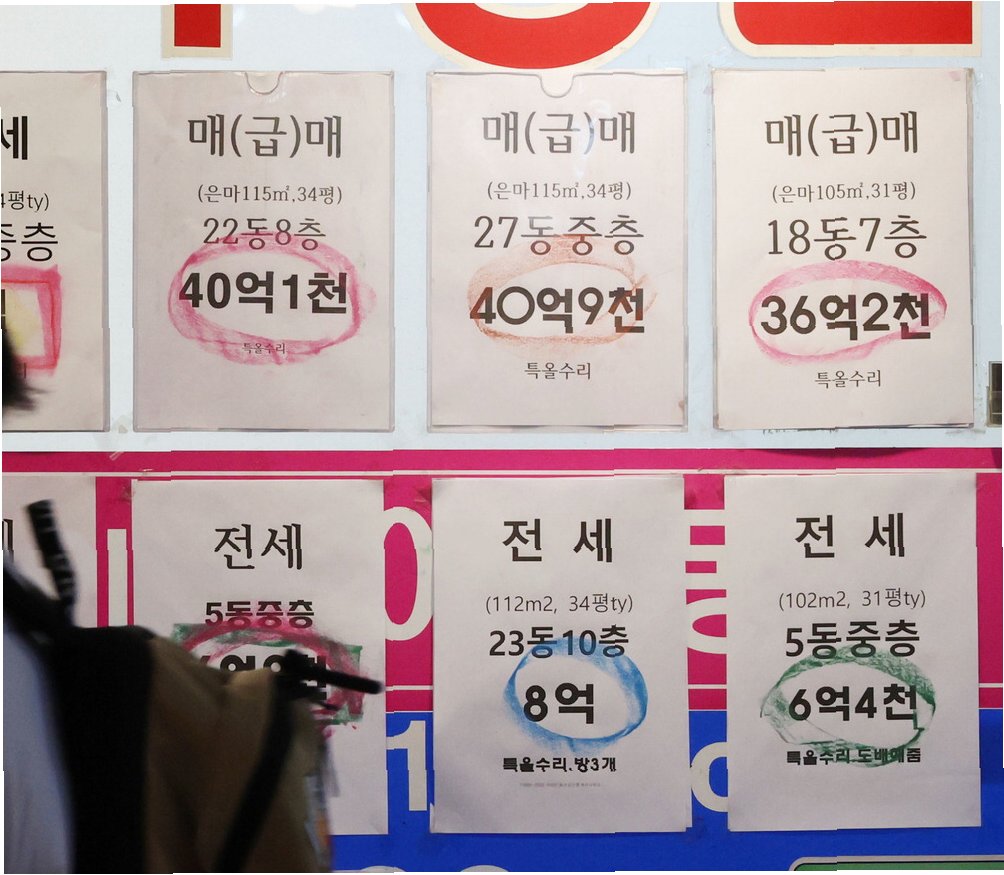 세
4평ty)
중층
매(급)매
(은마115㎡,34평)
22동8층
40억1천
특올수리
매(급)매
(은마115㎡,34평)
27동중층
40억9천
특올수리
매(급)매
(은마105㎡,31평)
18동7층
36억2천
특올수리
전세
5동중층
전 세
(112m2, 34평ty)
23동10층
8억
특올수리.방3개
전 세
(102m2, 31평ty)
5동중층
6억4천
특올수리.도배해줌